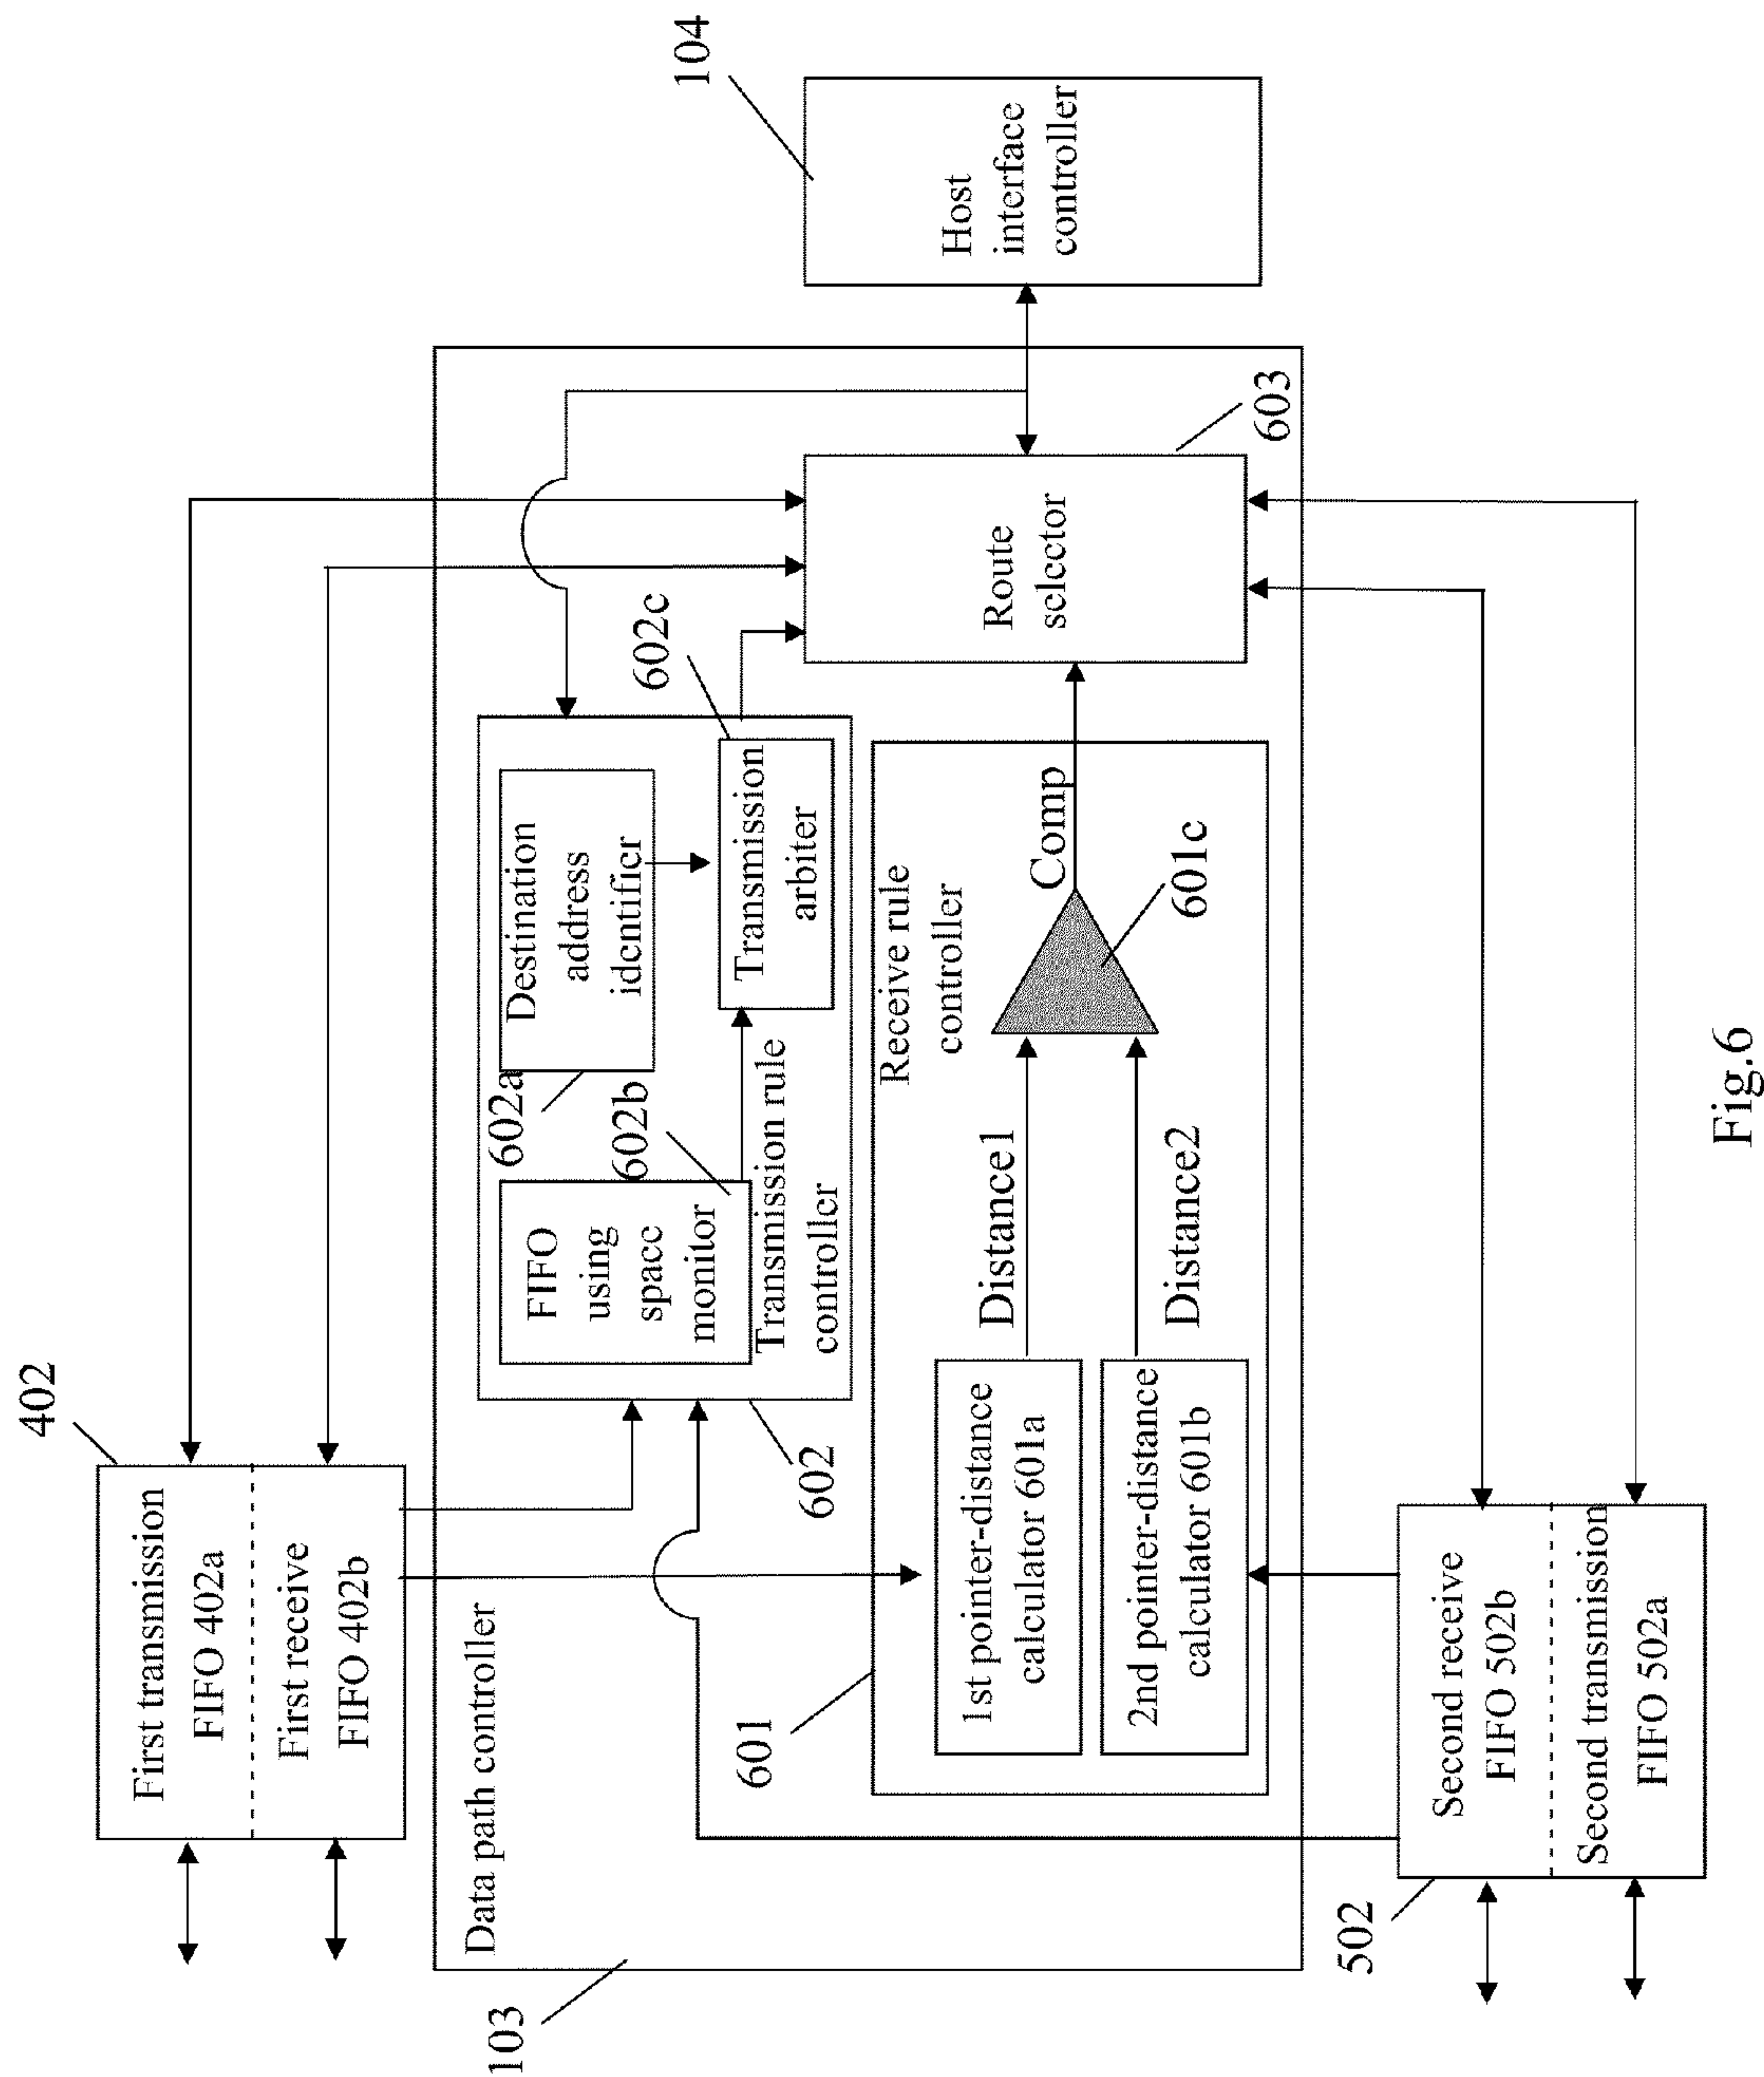 402
First transmission
FIFO 402a
First receive
FIFO 402b
103
Data path controller
602
FIFO
using
space
monitor
602b
602a
Destination
address
identifier
602c
Transmission
arbiter
Transmission rule
controller
601
1st pointer-distance
calculator 601a
2nd pointer-distance
calculator 601b
Distance1
Distance2
Receive rule
controller
Comp
601c
Route
selector
603
104
Host
interface
controller
502
Second receive
FIFO 502b
Second transmission
FIFO 502a
Fig.6